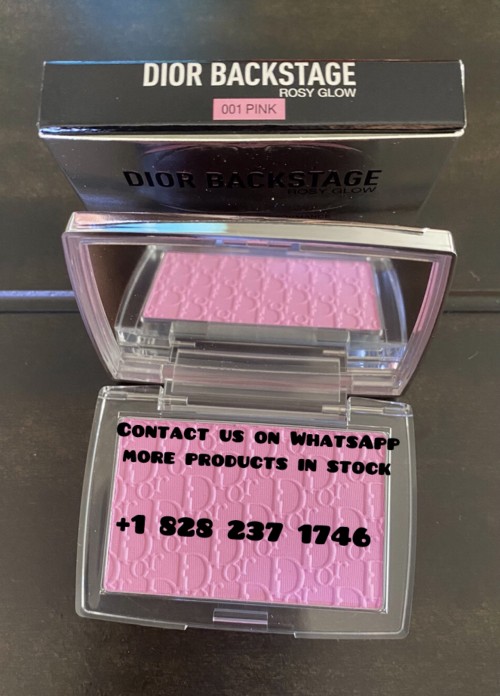 DIOR BACKSTAGE
ROSY GLOW
001 PINK
DIOR BACKSTAGE
ROSY GLOW
Contact us on WhatsApp
more products in stock
+1 828 237 1746